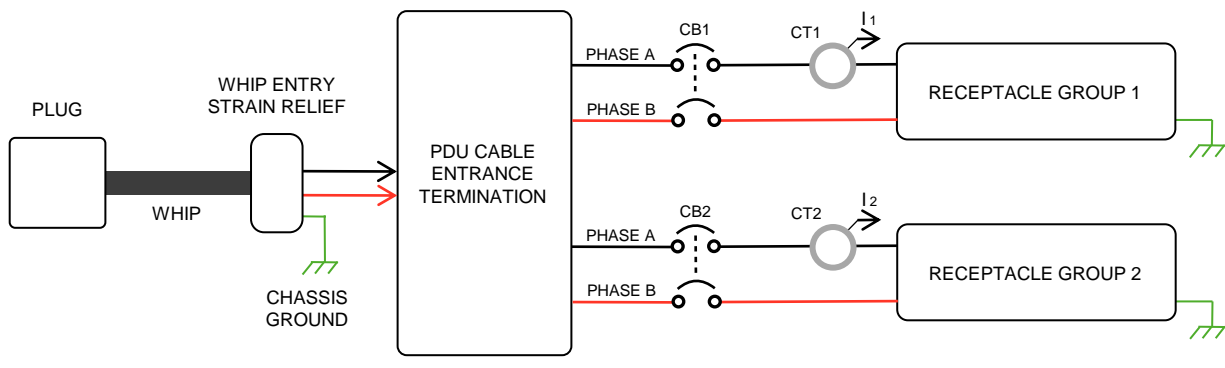 PLUG
WHIP
WHIP ENTRY
STRAIN RELIEF
CHASSIS
GROUND
PDU CABLE
ENTRANCE
TERMINATION
PHASE A
CB1
CT1
I1
PHASE B
RECEPTACLE GROUP 1
PHASE A
CB2
CT2
I2
PHASE B
RECEPTACLE GROUP 2